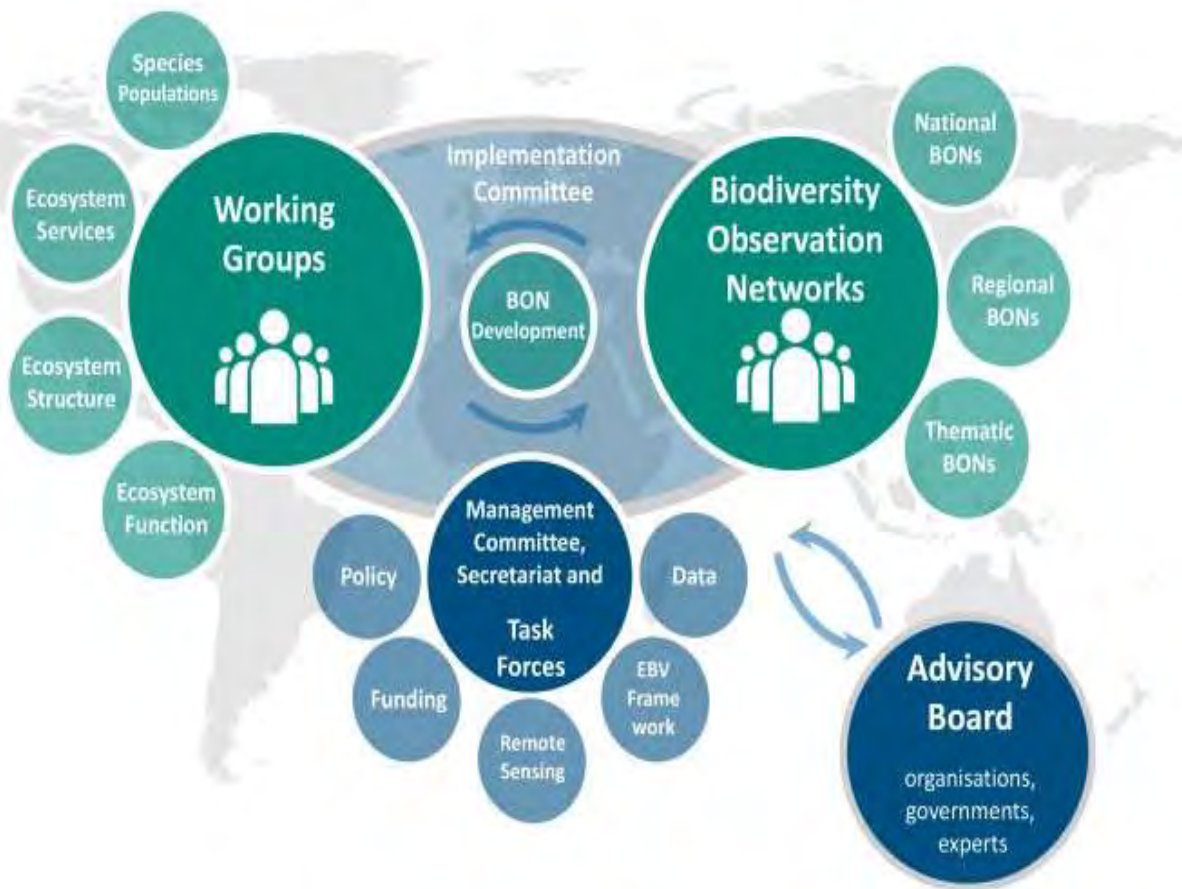 Species
Populations
Ecosystem
Services
Ecosystem
Structure
Ecosystem
Function
Working
Groups
Implementation
Committee
BON
Development
Biodiversity
Observation
Networks
National
BONs
Regional
BONs
Thematic
BONs
Management
Committee,
Secretariat and
Task
Forces
Policy
Funding
Remote
Sensing
EBV
Frame
work
Data
Advisory
Board
organisations,
governments,
experts